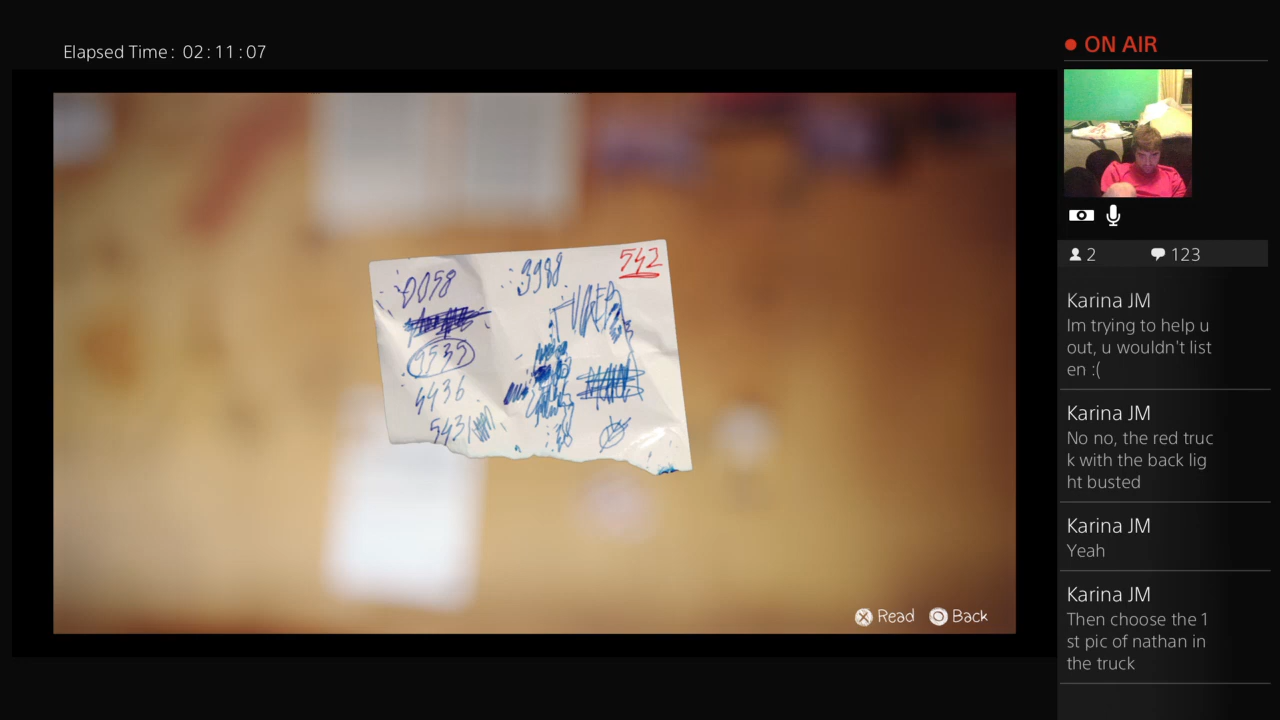 Elapsed Time: 02:11:07
ON AIR
2
123
0058
3988
542
9535
Karina JM
Im trying to help u
out, u wouldn't list
en :(
Karina JM
No no, the red truc
k with the back lig
ht busted
Karina JM
Yeah
Karina JM
Then choose the 1
st pic of nathan in
the truck
Read
Back